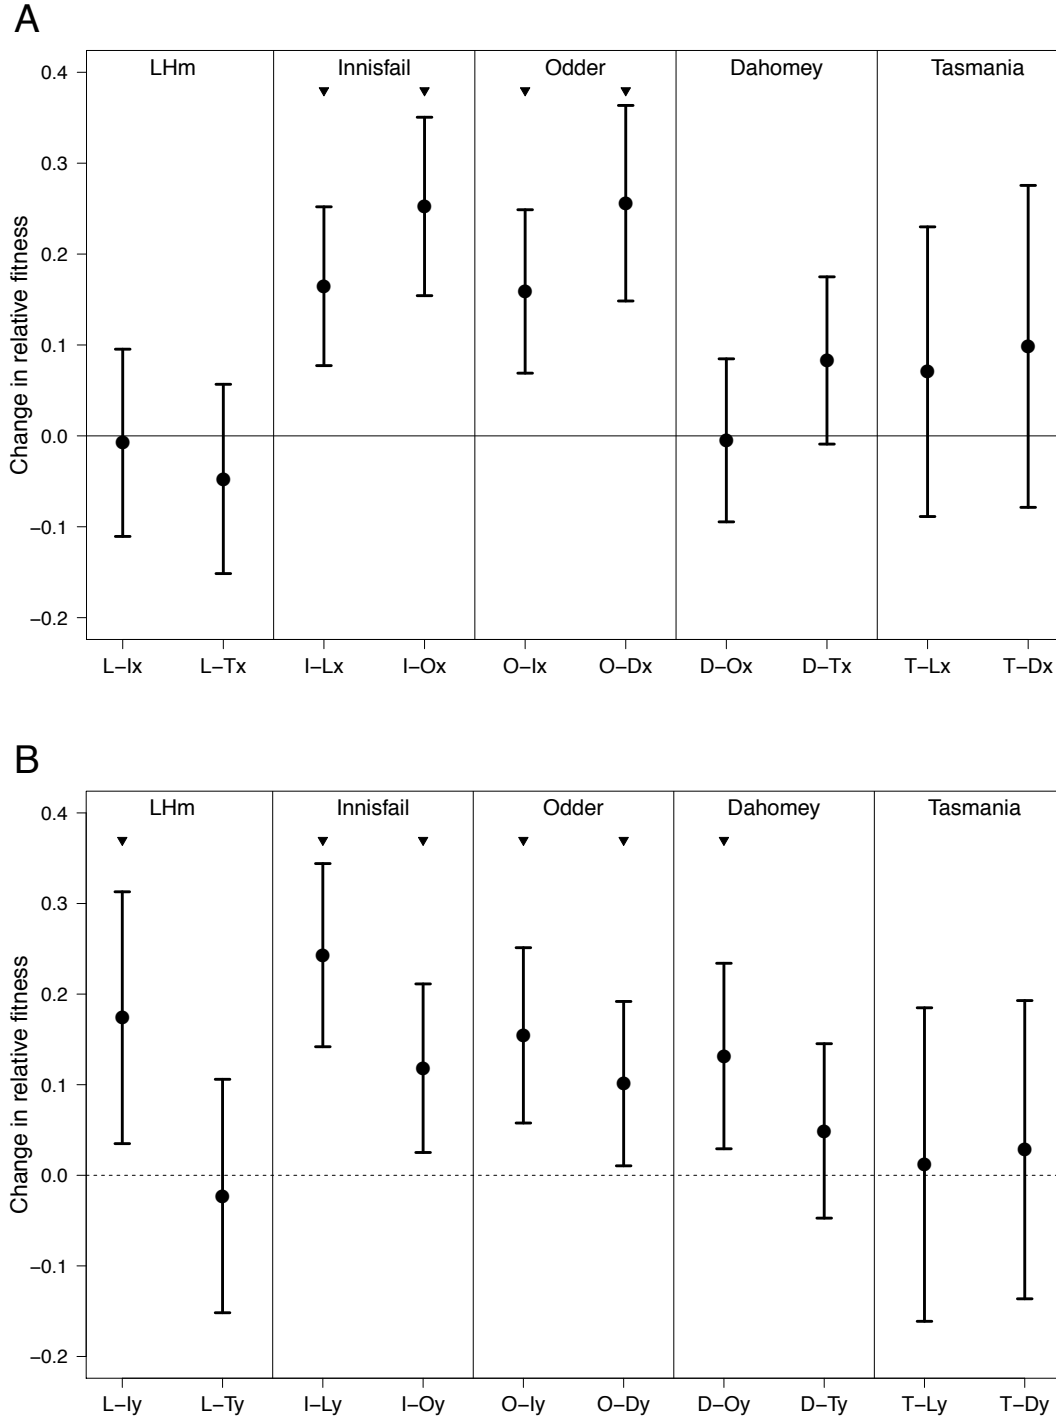 A
LHm Innisfail Odder Dahomey Tasmania
0.4
0.3
0.2
0.1
0.0
−0.1
−0.2
Change in relative fitness
L−Ix L−Tx I−Lx I−Ox O−Ix O−Dx D−Ox D−Tx T−Lx T−Dx
B
LHm Innisfail Odder Dahomey Tasmania
0.4
0.3
0.2
0.1
0.0
−0.1
−0.2
Change in relative fitness
L−Iy L−Ty I−Ly I−Oy O−Iy O−Dy D−Oy D−Ty T−Ly T−Dy